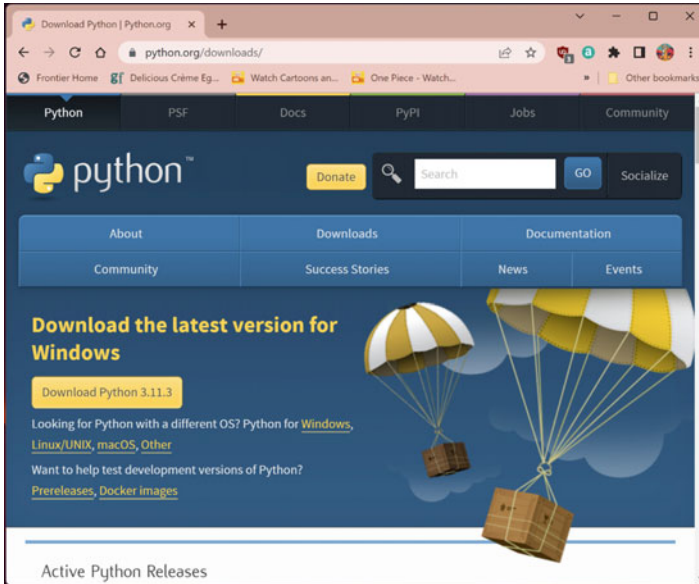 Download Python | Python.org
python.org/downloads/
Frontier Home
Delicious Crème Eg...
Watch Cartoons an...
One Piece - Watch...
»
Other bookmarks
Python
PSF
Docs
PyPI
Jobs
Community
python™
Donate
Search
GO
Socialize
About
Downloads
Documentation
Community
Success Stories
News
Events
Download the latest version for
Windows
Download Python 3.11.3
Looking for Python with a different OS? Python for Windows,
Linux/UNIX, macOS, Other
Want to help test development versions of Python?
Prereleases, Docker images
Active Python Releases